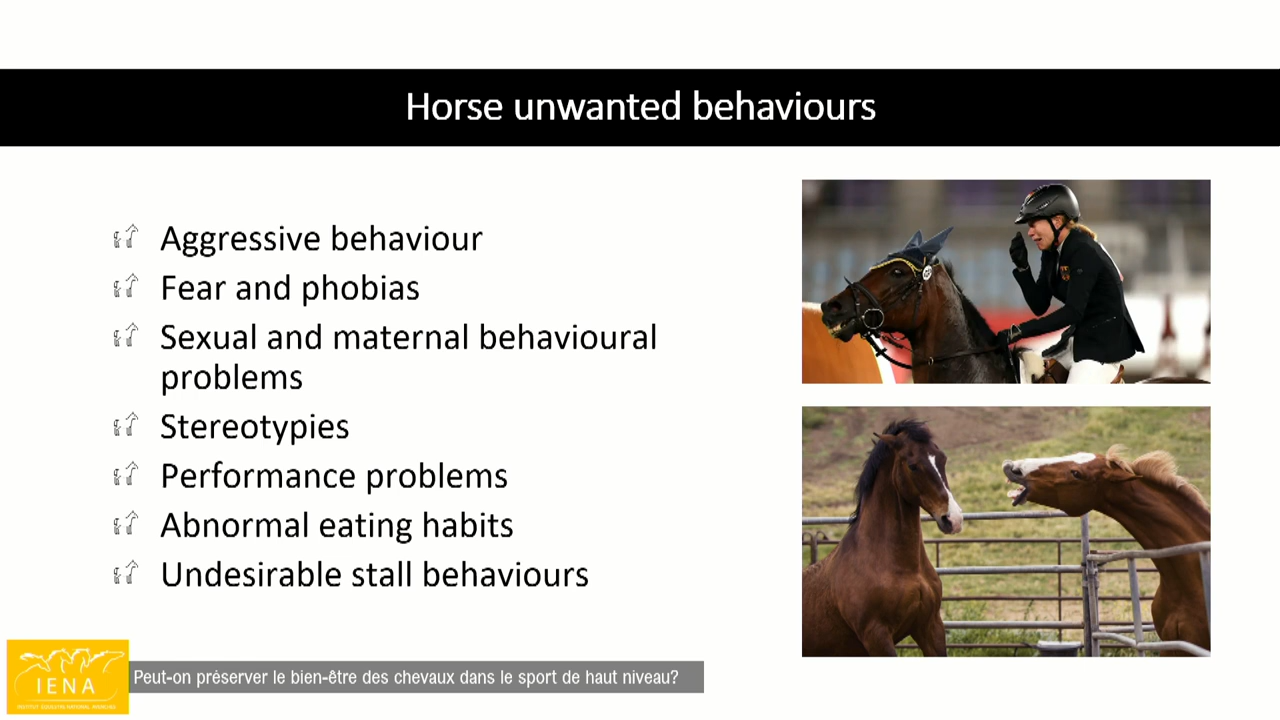 Horse unwanted behaviours
Aggressive behaviour
Fear and phobias
Sexual and maternal behavioural
problems
Stereotypies
Performance problems
Abnormal eating habits
Undesirable stall behaviours
IENA
Peut-on préserver le bien-être des chevaux dans le sport de haut niveau?